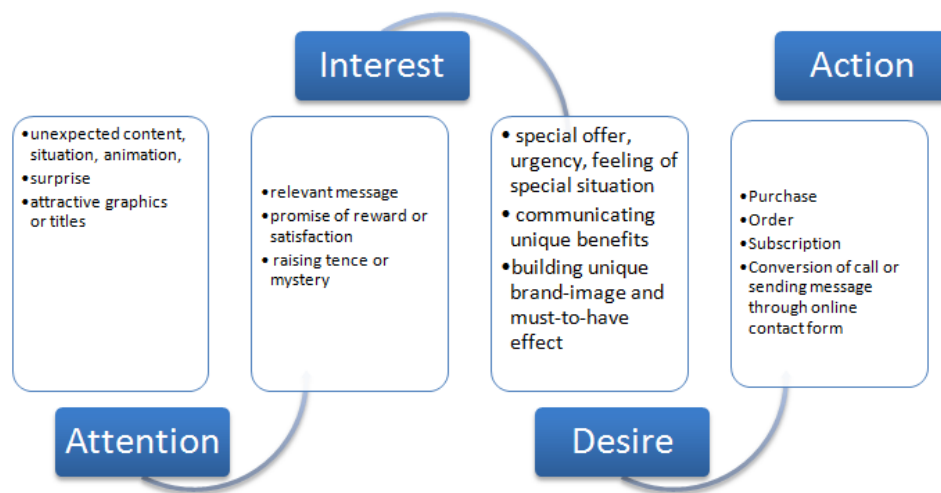 Interest
Action
•unexpected content,
situation, animation,
•surprise
•attractive graphics
or titles
•relevant message
•promise of reward or
satisfaction
• raising tence or
mystery
• special offer,
urgency, feeling of
special situation
• communicating
unique benefits
•building unique
brand-image and
must-to-have
effect
•Purchase
•Order
•Subscription
•Conversion of call or
sending message
through online
contact form
Attention
Desire